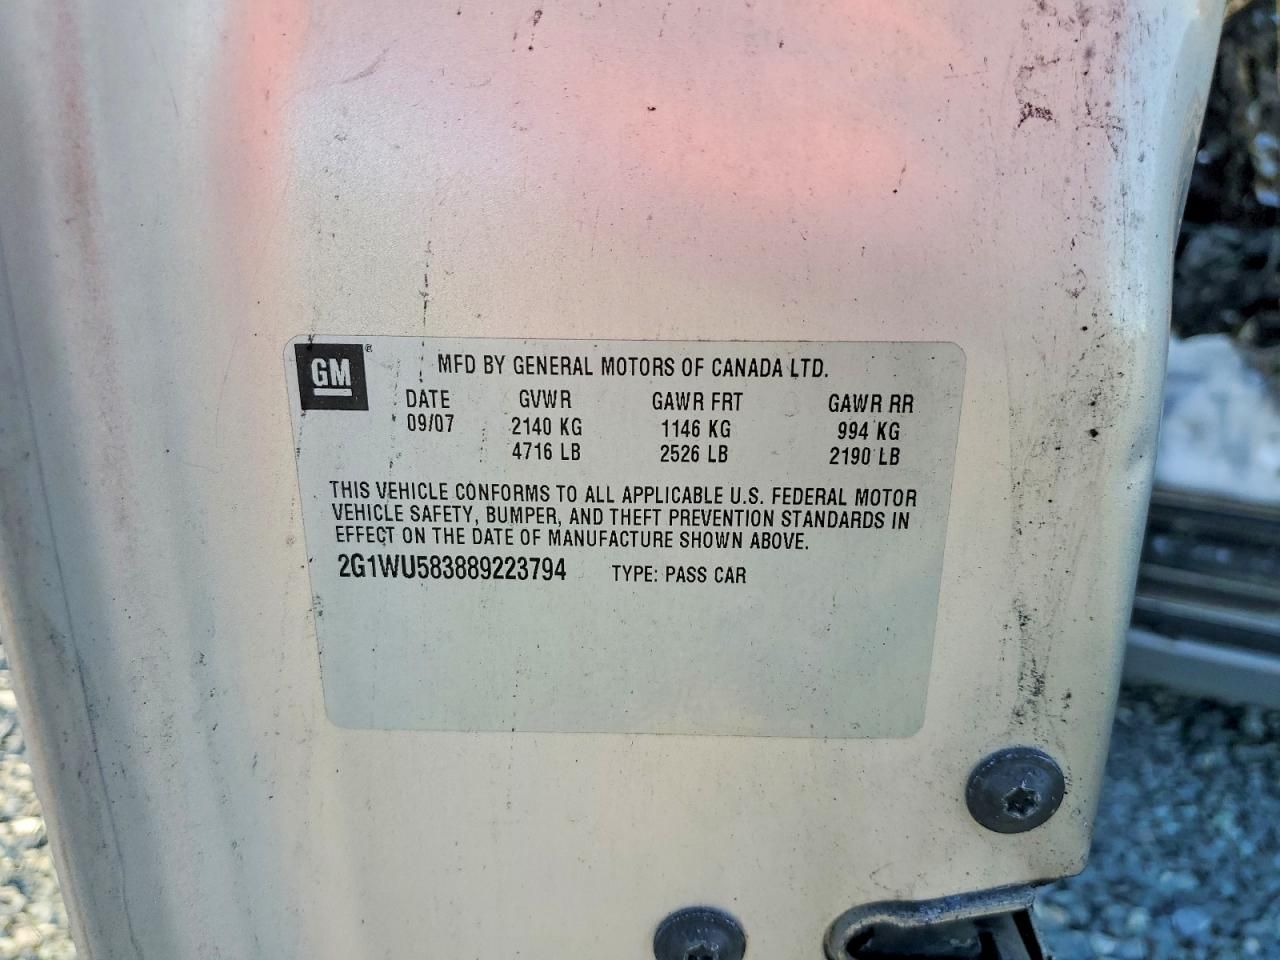 GM ®
MFD BY GENERAL MOTORS OF CANADA LTD.
DATE GVWR GAWR FRT GAWR RR
09/07 2140 KG 1146 KG 994 KG
4716 LB 2526 LB 2190 LB
THIS VEHICLE CONFORMS TO ALL APPLICABLE U.S. FEDERAL MOTOR
VEHICLE SAFETY, BUMPER, AND THEFT PREVENTION STANDARDS IN
EFFECT ON THE DATE OF MANUFACTURE SHOWN ABOVE.
2G1WU583889223794 TYPE: PASS CAR